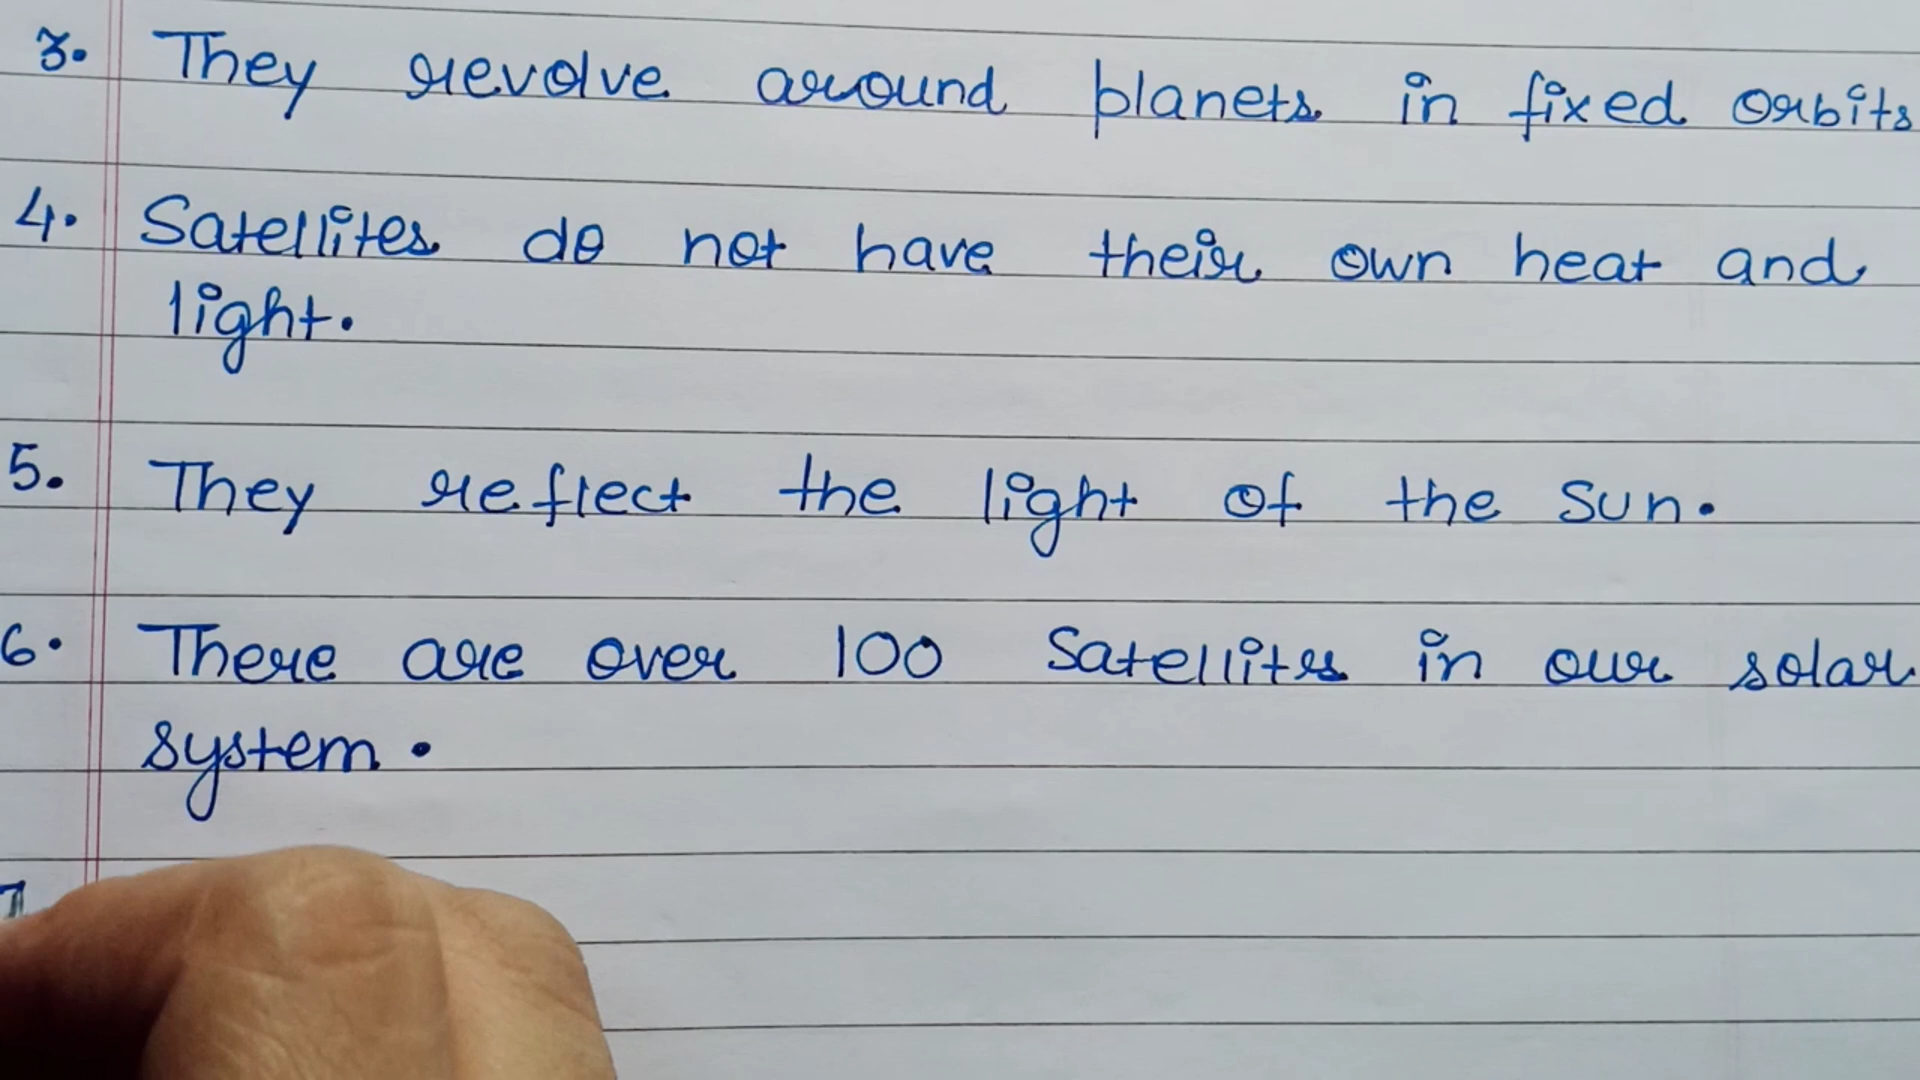 3. They revolve around planets in fixed orbits
4. Satellites do not have their own heat and
light.
5. They reflect the light of the Sun.
6. There are over 100 Satellites in our solar
system.
7